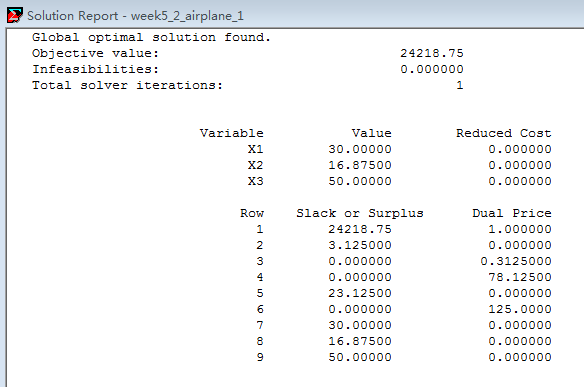 Solution Report - week5_2_airplane_1
Global optimal solution found.
Objective value: 24218.75
Infeasibilities: 0.000000
Total solver iterations: 1
Variable Value Reduced Cost
X1 30.00000 0.000000
X2 16.87500 0.000000
X3 50.00000 0.000000
Row Slack or Surplus Dual Price
1 24218.75 1.000000
2 3.125000 0.000000
3 0.000000 0.3125000
4 0.000000 78.12500
5 23.12500 0.000000
6 0.000000 125.0000
7 30.00000 0.000000
8 16.87500 0.000000
9 50.00000 0.000000